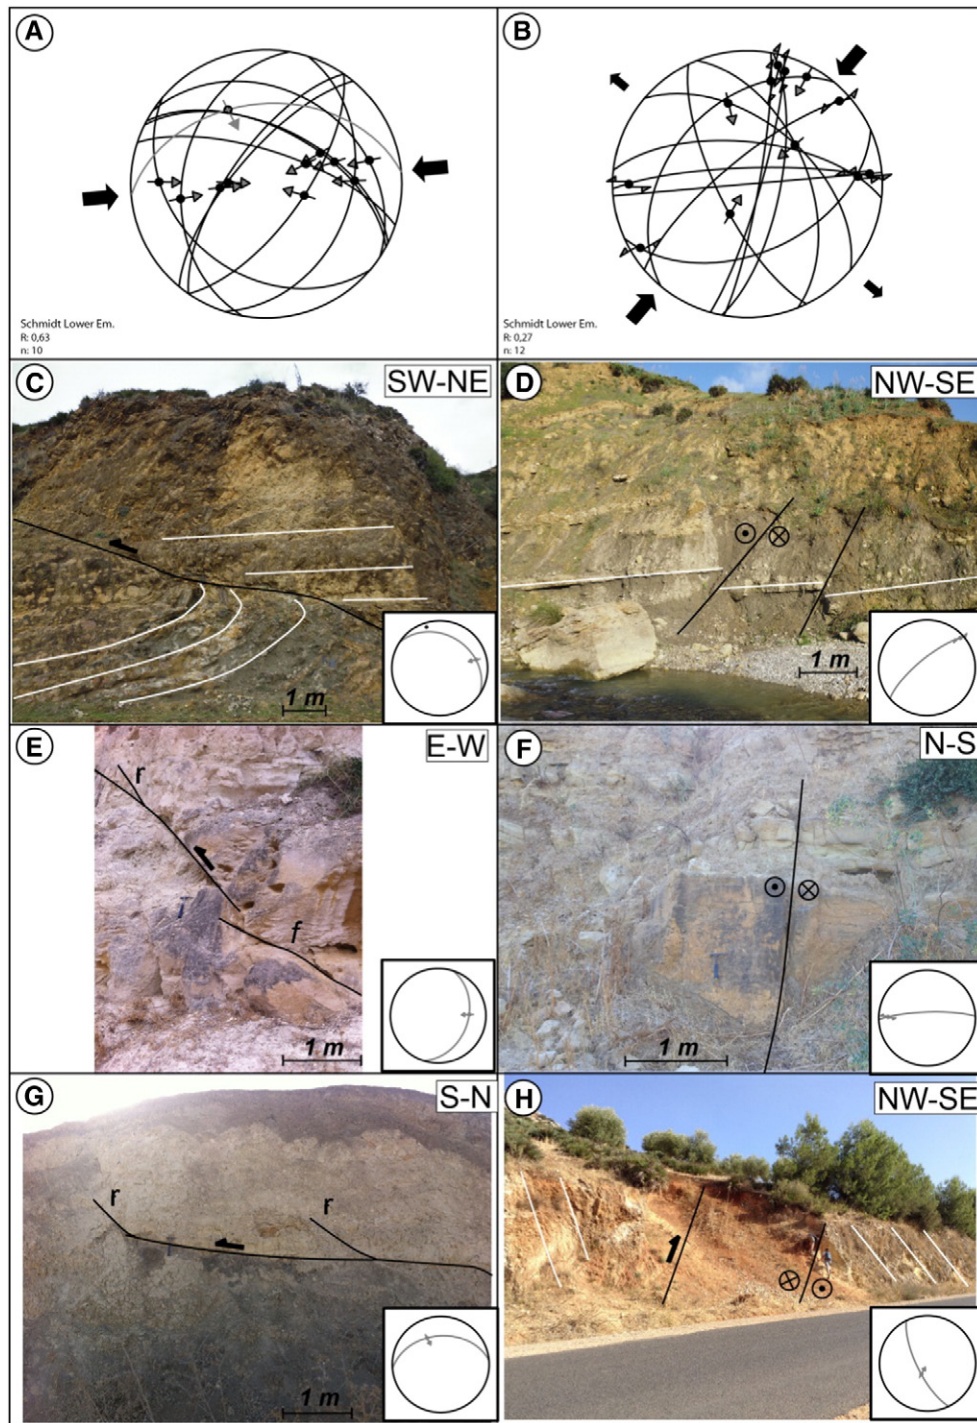 A
B
Schmidt Lower Em.
R: 0,63
n: 10
Schmidt Lower Em.
R: 0,27
n: 12
C
SW-NE
1 m
D
NW-SE
1 m
E
E-W
r
f
1 m
F
N-S
1 m
G
S-N
r
r
1 m
H
NW-SE
1